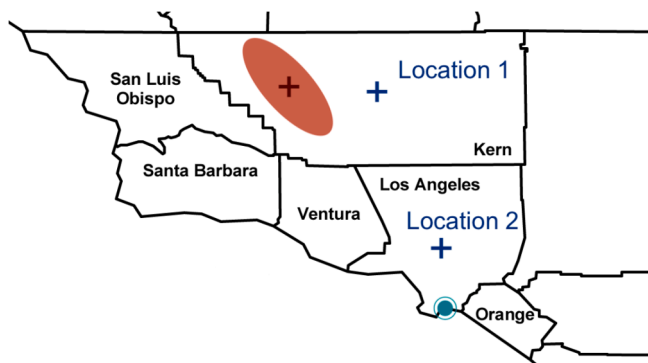 San Luis
Obispo
Location 1
Kern
Santa Barbara
Los Angeles
Ventura
Location 2
Orange